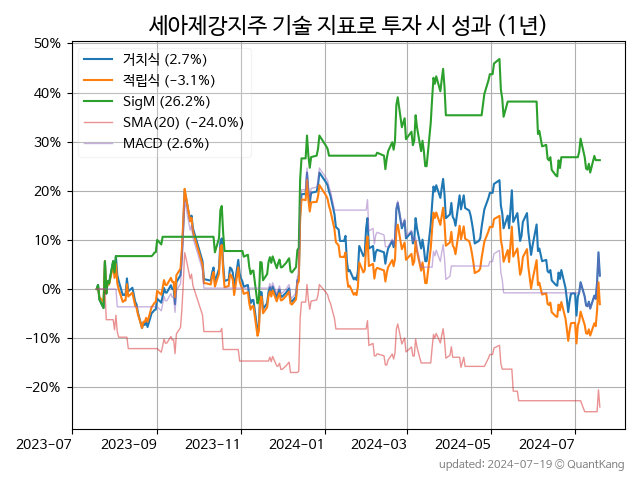 세아제강지주 기술 지표로 투자 시 성과 (1년)
거치식 (2.7%)
적립식 (−3.1%)
SigM (26.2%)
SMA(20) (−24.0%)
MACD (2.6%)
50%
40%
30%
20%
10%
0%
−10%
−20%
2023-07 2023-09 2023-11 2024-01 2024-03 2024-05 2024-07
updated: 2024-07-19 @ QuantKang